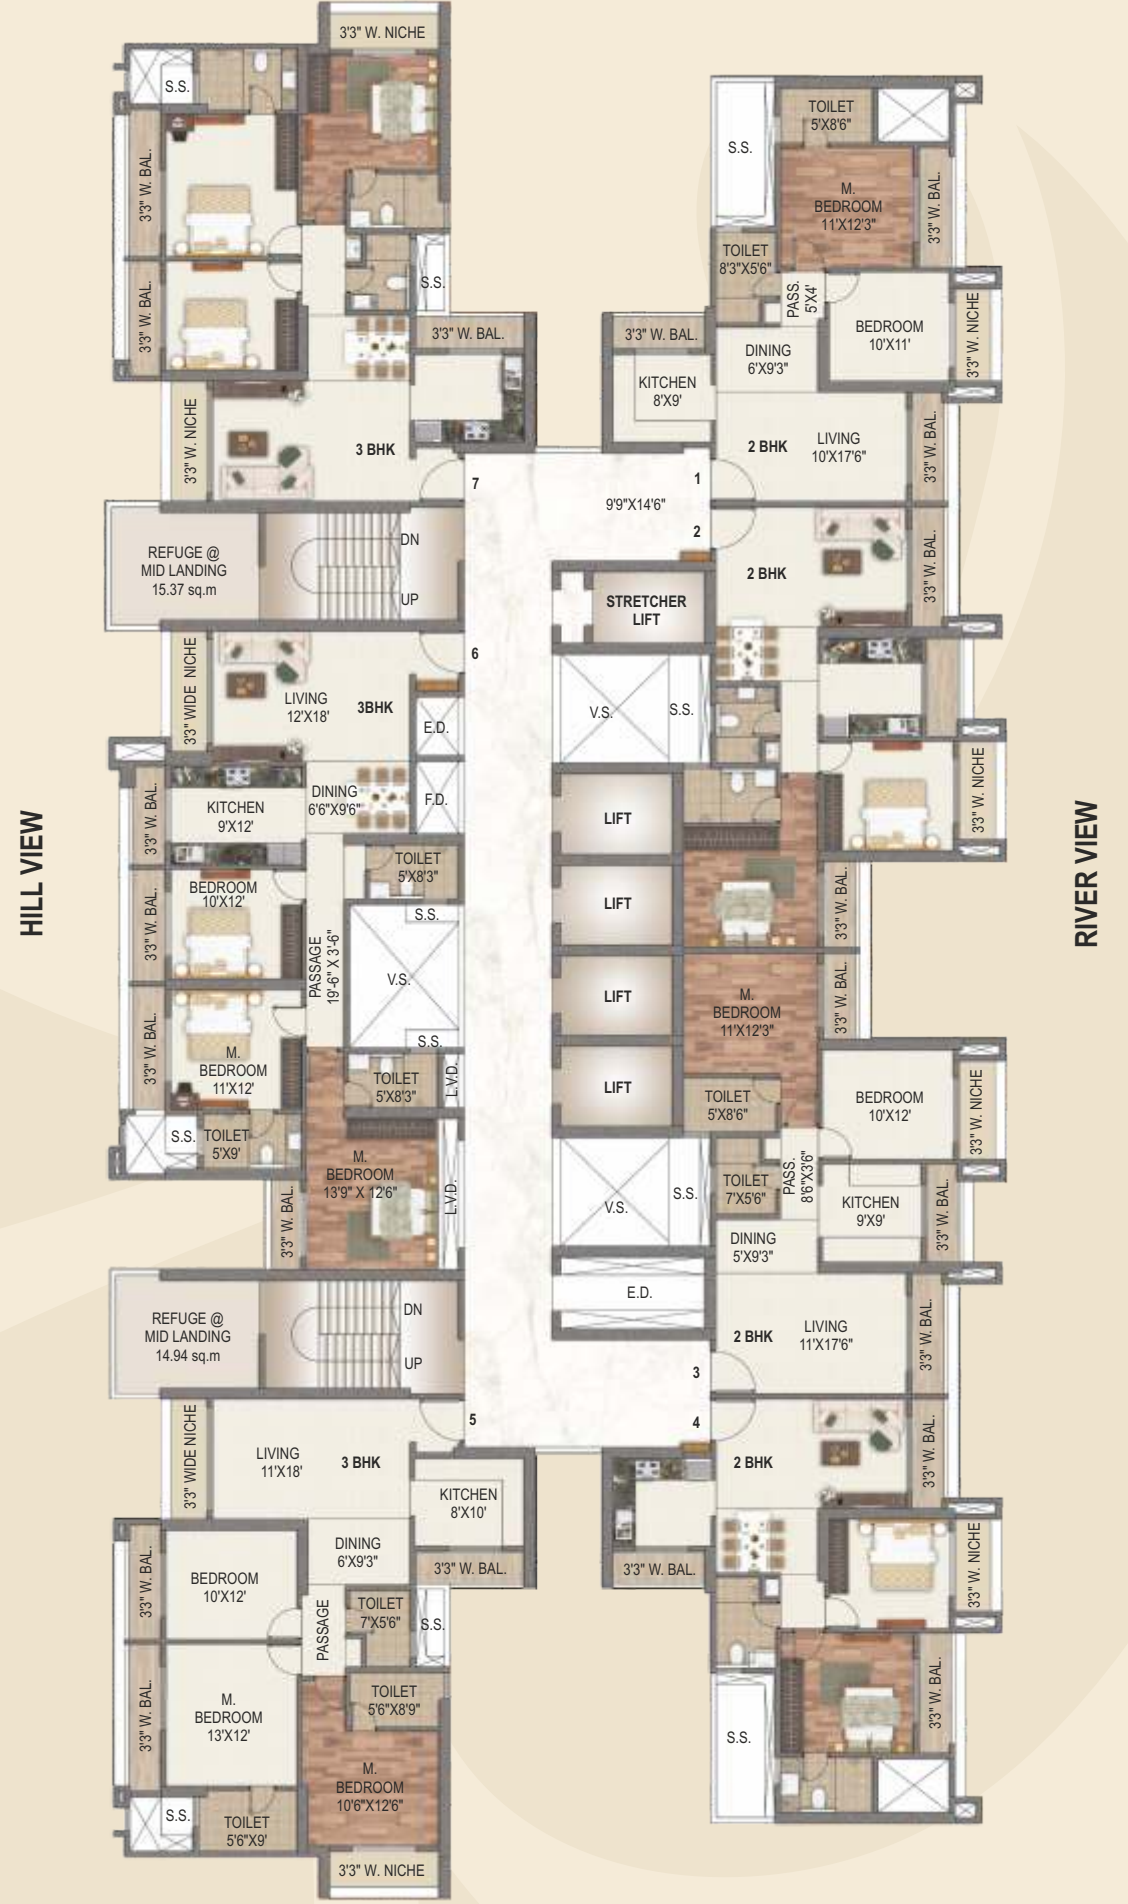 3'3" W. NICHE
S.S.
3'3" W. BAL.
3'3" W. BAL.
S.S.
3'3" W. BAL.
3'3" W. NICHE
3 BHK
7
TOILET
5'X8'6"
S.S.
M.
BEDROOM
11'X12'3"
3'3" W. BAL.
TOILET
8'3"X5'6"
PASS.
5'X4'
BEDROOM
10'X11'
3'3" W. NICHE
3'3" W. BAL.
DINING
6'X9'3"
KITCHEN
8'X9'
2 BHK
LIVING
10'X17'6"
3'3" W. BAL.
1
9'9"X14'6"
2
2 BHK
3'3" W. BAL.
REFUGE @
MID LANDING
15.37 sq.m
DN
UP
STRETCHER
LIFT
6
3'3" WIDE NICHE
LIVING
12'X18'
3BHK
E.D.
F.D.
V.S.
S.S.
3'3" W. NICHE
3'3" W. BAL.
KITCHEN
9'X12'
DINING
6'6"X9'6"
LIFT
HILL VIEW
RIVER VIEW
TOILET
5'X8'3"
3'3" W. BAL.
BEDROOM
10'X12'
S.S.
LIFT
3'3" W. BAL.
PASSAGE
19'-6" X 3'-6"
V.S.
S.S.
LIFT
M.
BEDROOM
11'X12'3"
3'3" W. BAL.
3'3" W. BAL.
M.
BEDROOM
11'X12'
TOILET
5'X8'3"
L.V.D.
LIFT
TOILET
5'X8'6"
BEDROOM
10'X12'
3'3" W. NICHE
S.S.
TOILET
5'X9'
M.
BEDROOM
13'9" X 12'6"
L.V.D.
3'3" W. BAL.
V.S.
S.S.
TOILET
7'X5'6"
PASS.
8'6"X3'6"
KITCHEN
9'X9'
3'3" W. BAL.
DINING
5'X9'3"
E.D.
REFUGE @
MID LANDING
14.94 sq.m
DN
UP
2 BHK
LIVING
11'X17'6"
3'3" W. BAL.
3
4
5
3'3" WIDE NICHE
LIVING
11'X18'
3 BHK
KITCHEN
8'X10'
2 BHK
3'3" W. BAL.
DINING
6'X9'3"
3'3" W. BAL.
3'3" W. BAL.
3'3" W. NICHE
3'3" W. BAL.
BEDROOM
10'X12'
PASSAGE
TOILET
7'X5'6"
S.S.
3'3" W. BAL.
M.
BEDROOM
13'X12'
TOILET
5'6"X8'9"
S.S.
3'3" W. BAL.
M.
BEDROOM
10'6"X12'6"
S.S.
TOILET
5'6"X9'
3'3" W. NICHE